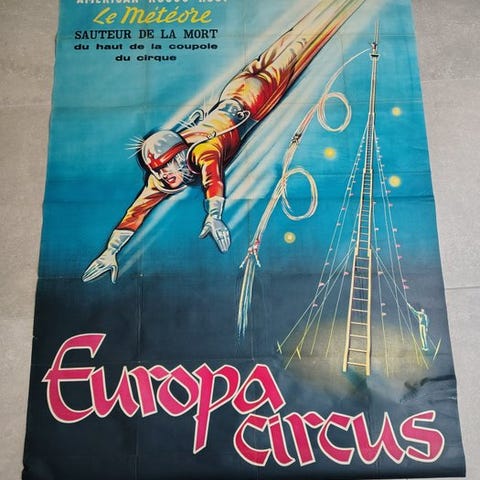 Le Météore
SAUTEUR DE LA MORT
du haut de la coupole
du cirque
Europa
circus